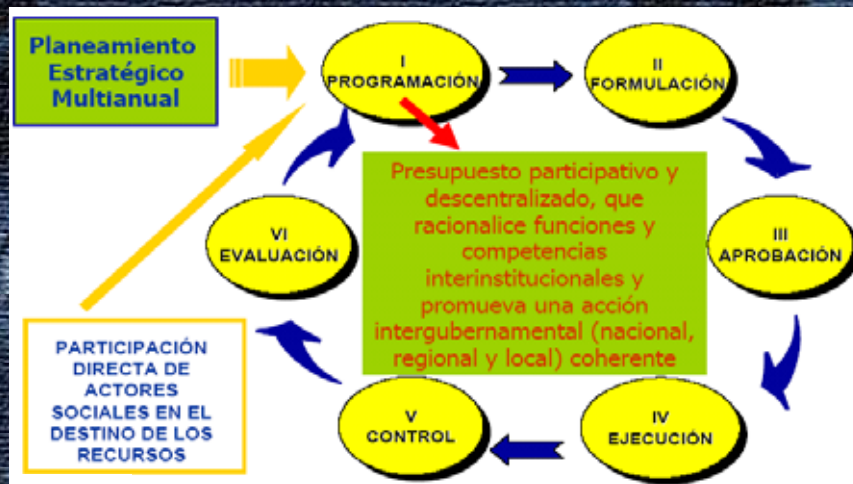 Planeamiento
Estratégico
Multianual
I
PROGRAMACIÓN
II
FORMULACIÓN
III
APROBACIÓN
IV
EJECUCIÓN
V
CONTROL
VI
EVALUACIÓN
Presupuesto participativo y
descentralizado, que
racionalice funciones y
competencias
interinstitucionales y
promueva una acción
intergubernamental (nacional,
regional y local) coherente
PARTICIPACIÓN
DIRECTA DE
ACTORES
SOCIALES EN EL
DESTINO DE LOS
RECURSOS